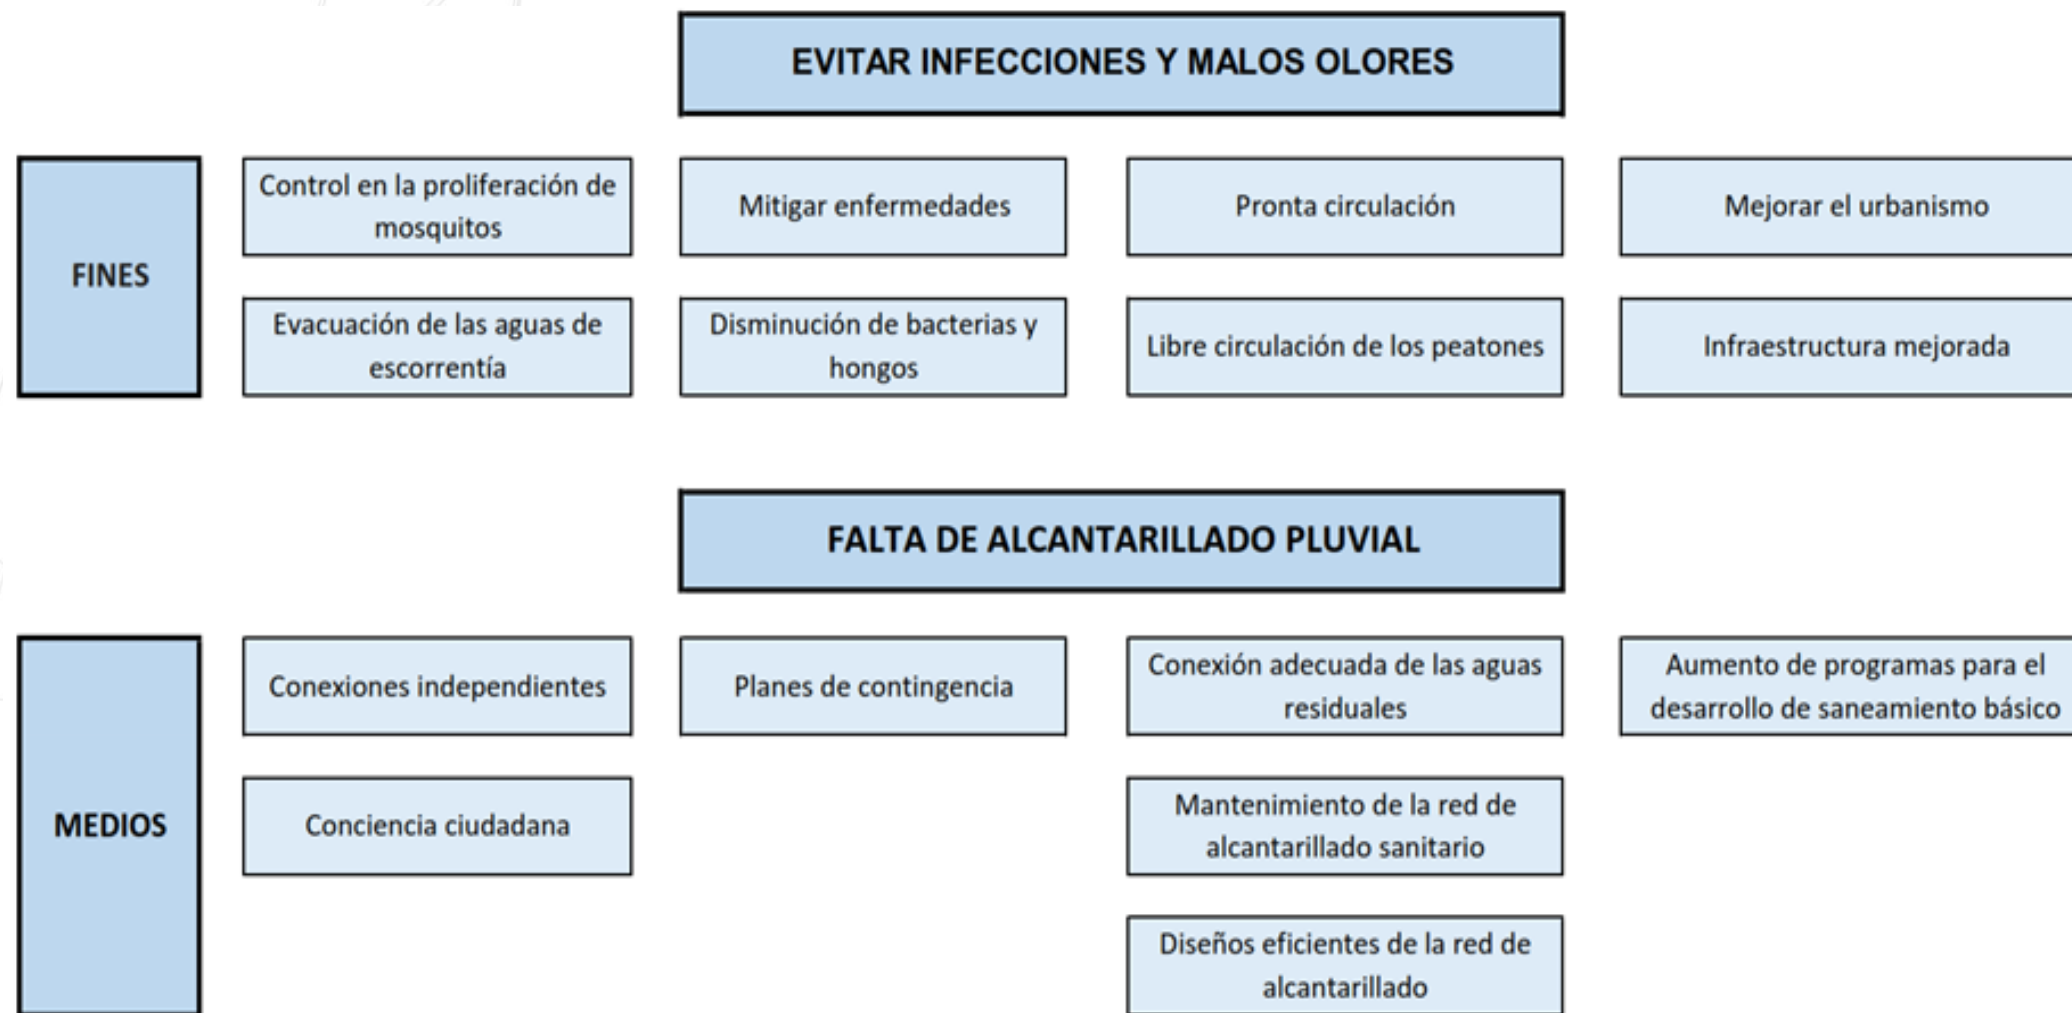 EVITAR INFECCIONES Y MALOS OLORES
FINES
Control en la proliferación de
mosquitos
Mitigar enfermedades
Pronta circulación
Mejorar el urbanismo
Evacuación de las aguas de
escorrentía
Disminución de bacterias y
hongos
Libre circulación de los peatones
Infraestructura mejorada
FALTA DE ALCANTARILLADO PLUVIAL
MEDIOS
Conexiones independientes
Planes de contingencia
Conexión adecuada de las aguas
residuales
Aumento de programas para el
desarrollo de saneamiento básico
Conciencia ciudadana
Mantenimiento de la red de
alcantarillado sanitario
Diseños eficientes de la red de
alcantarillado